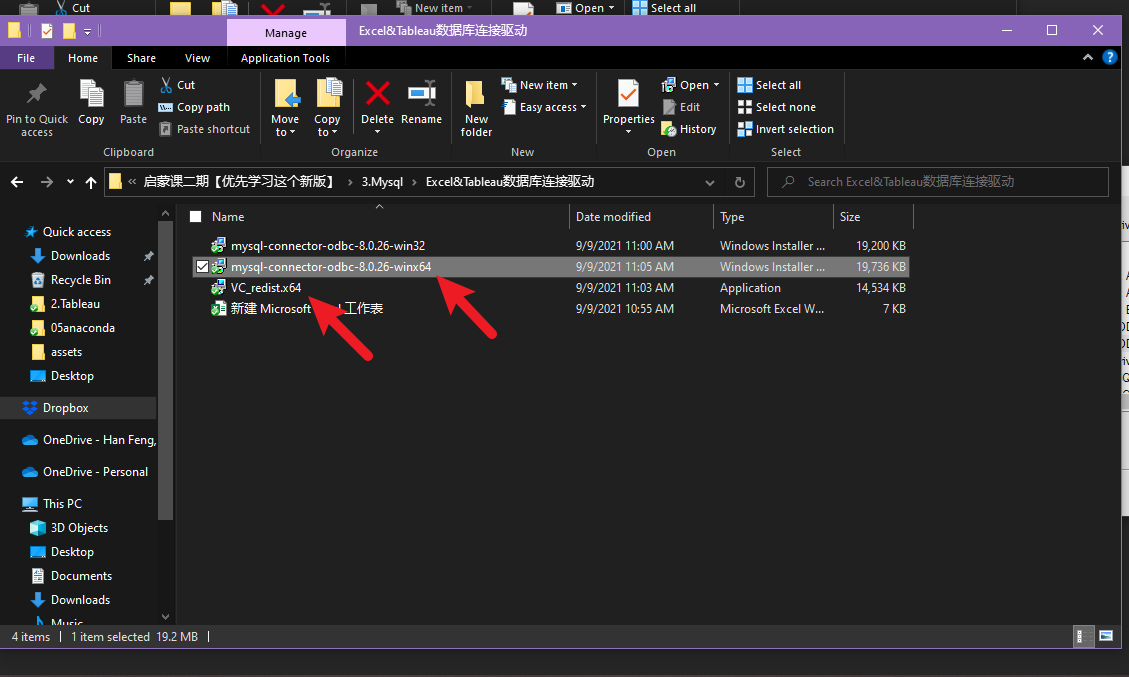 Cut
New item
Open
Select all
Manage
Excel&Tableau数据库连接驱动
File
Home
Share
View
Application Tools
Pin to Quick access
Copy
Paste
Cut
Copy path
Paste shortcut
Clipboard
Move to
Copy to
Delete
Rename
Organize
New folder
New item
Easy access
New
Properties
Open
Edit
History
Open
Select all
Select none
Invert selection
Select
« 启蒙课二期【优先学习这个新版】 › 3.Mysql › Excel&Tableau数据库连接驱动
Search Excel&Tableau数据库连接驱动
Name Date modified Type Size
mysql-connector-odbc-8.0.26-win32 9/9/2021 11:00 AM Windows Installer ... 19,200 KB
mysql-connector-odbc-8.0.26-winx64 9/9/2021 11:05 AM Windows Installer ... 19,736 KB
VC_redist.x64 9/9/2021 11:03 AM Application 14,534 KB
新建 Microsoft 工作表 9/9/2021 10:55 AM Microsoft Excel W... 7 KB
Quick access
Downloads
Recycle Bin
2.Tableau
05anaconda
assets
Desktop
Dropbox
OneDrive - Han Feng,
OneDrive - Personal
This PC
3D Objects
Desktop
Documents
Downloads
Music
4 items 1 item selected 19.2 MB